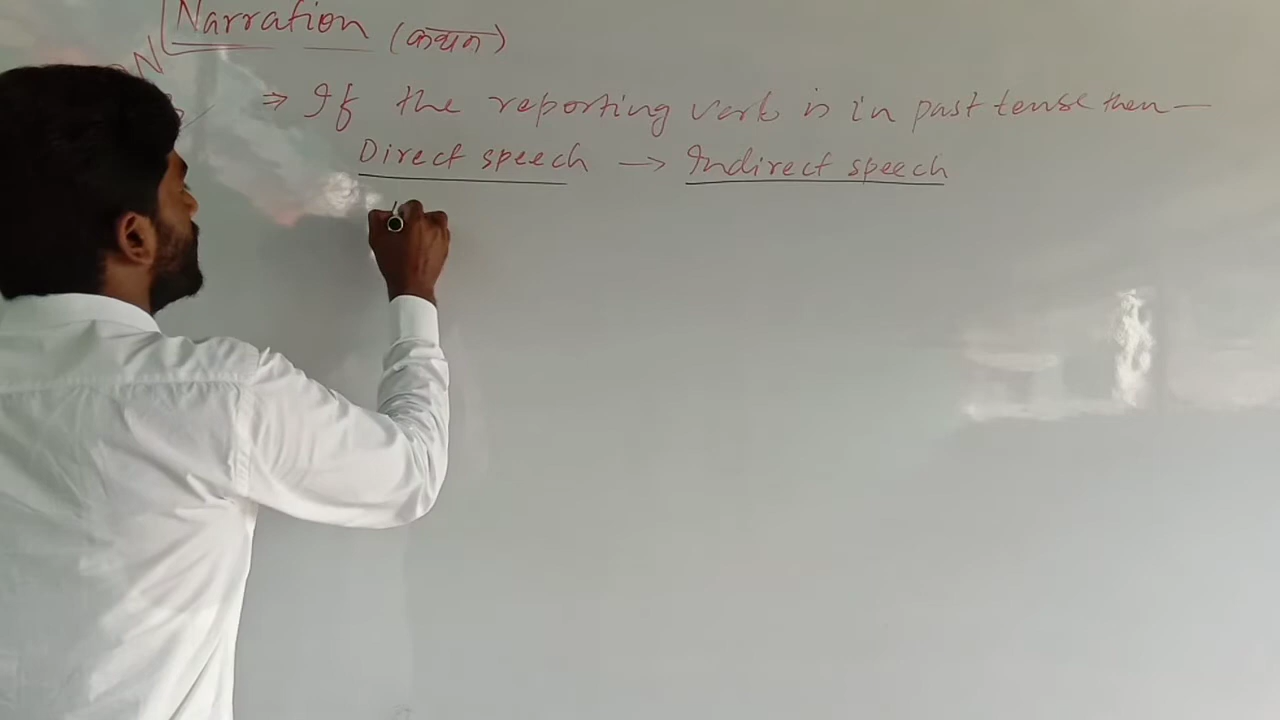 Narration (कथन)
⇒ If the reporting verb is in past tense then —
Direct speech → Indirect speech